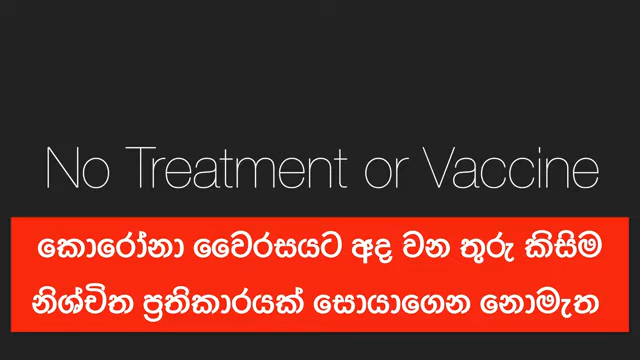 No Treatment or Vaccine
කොරෝනා වෛරසයට අද වන තුරු කිසිම
නිශ්චිත ප්‍රතිකාරයක් සොයාගෙන නොමැත